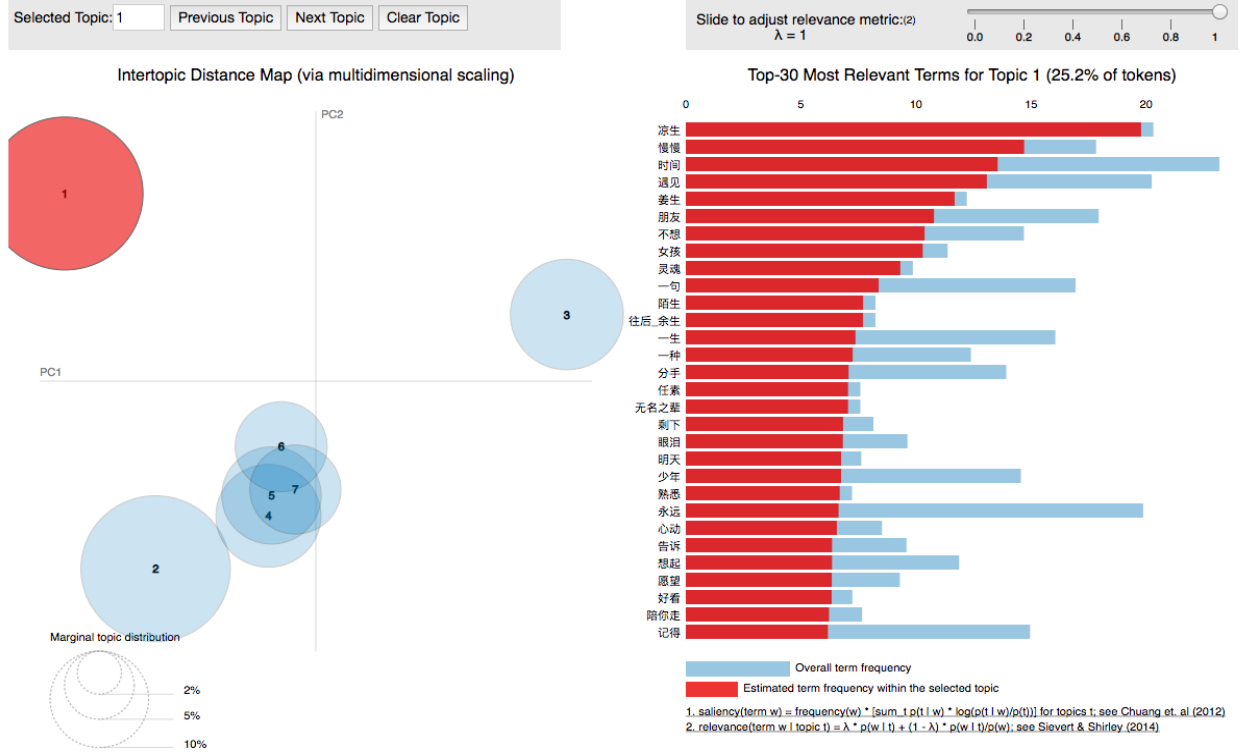 Selected Topic: 1 Previous Topic Next Topic Clear Topic
Slide to adjust relevance metric:(2)
λ = 1
0.0 0.2 0.4 0.6 0.8 1
Intertopic Distance Map (via multidimensional scaling)
PC2
1
3
PC1
6
7
5
4
2
Marginal topic distribution
2%
5%
10%
Top-30 Most Relevant Terms for Topic 1 (25.2% of tokens)
0 5 10 15 20
凉生
慢慢
时间
遇见
姜生
朋友
不想
女孩
灵魂
一句
陌生
往后_余生
一生
一种
分手
任素
无名之辈
剩下
眼泪
明天
少年
熟悉
永远
心动
告诉
想起
愿望
好看
陪你走
记得
Overall term frequency
Estimated term frequency within the selected topic
1. saliency(term w) = frequency(w) * [sum_t p(t | w) * log(p(t | w)/p(t))] for topics t; see Chuang et. al (2012)
2. relevance(term w | topic t) = λ * p(w | t) + (1 - λ) * p(w | t)/p(w); see Sievert & Shirley (2014)